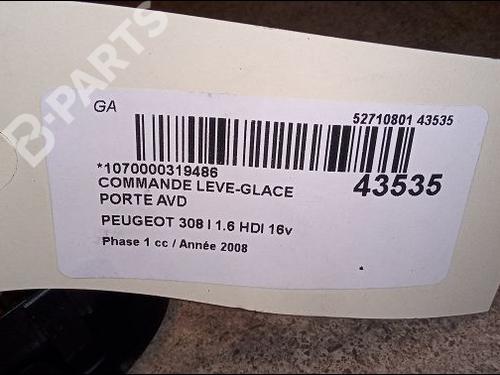 B-PARTS
GA
52710801 43535
*1070000319486
COMMANDE LEVE-GLACE
43535
PORTE AVD
PEUGEOT 308 I 1.6 HDI 16v
Phase 1 cc / Année 2008